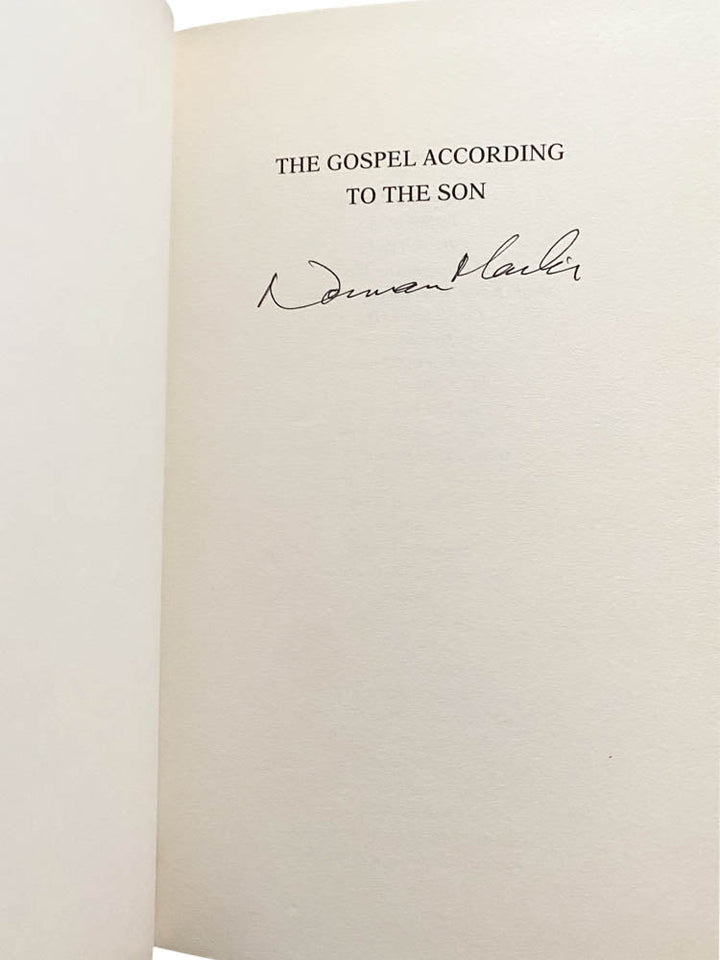 THE GOSPEL ACCORDING
TO THE SON
Norman Mailer